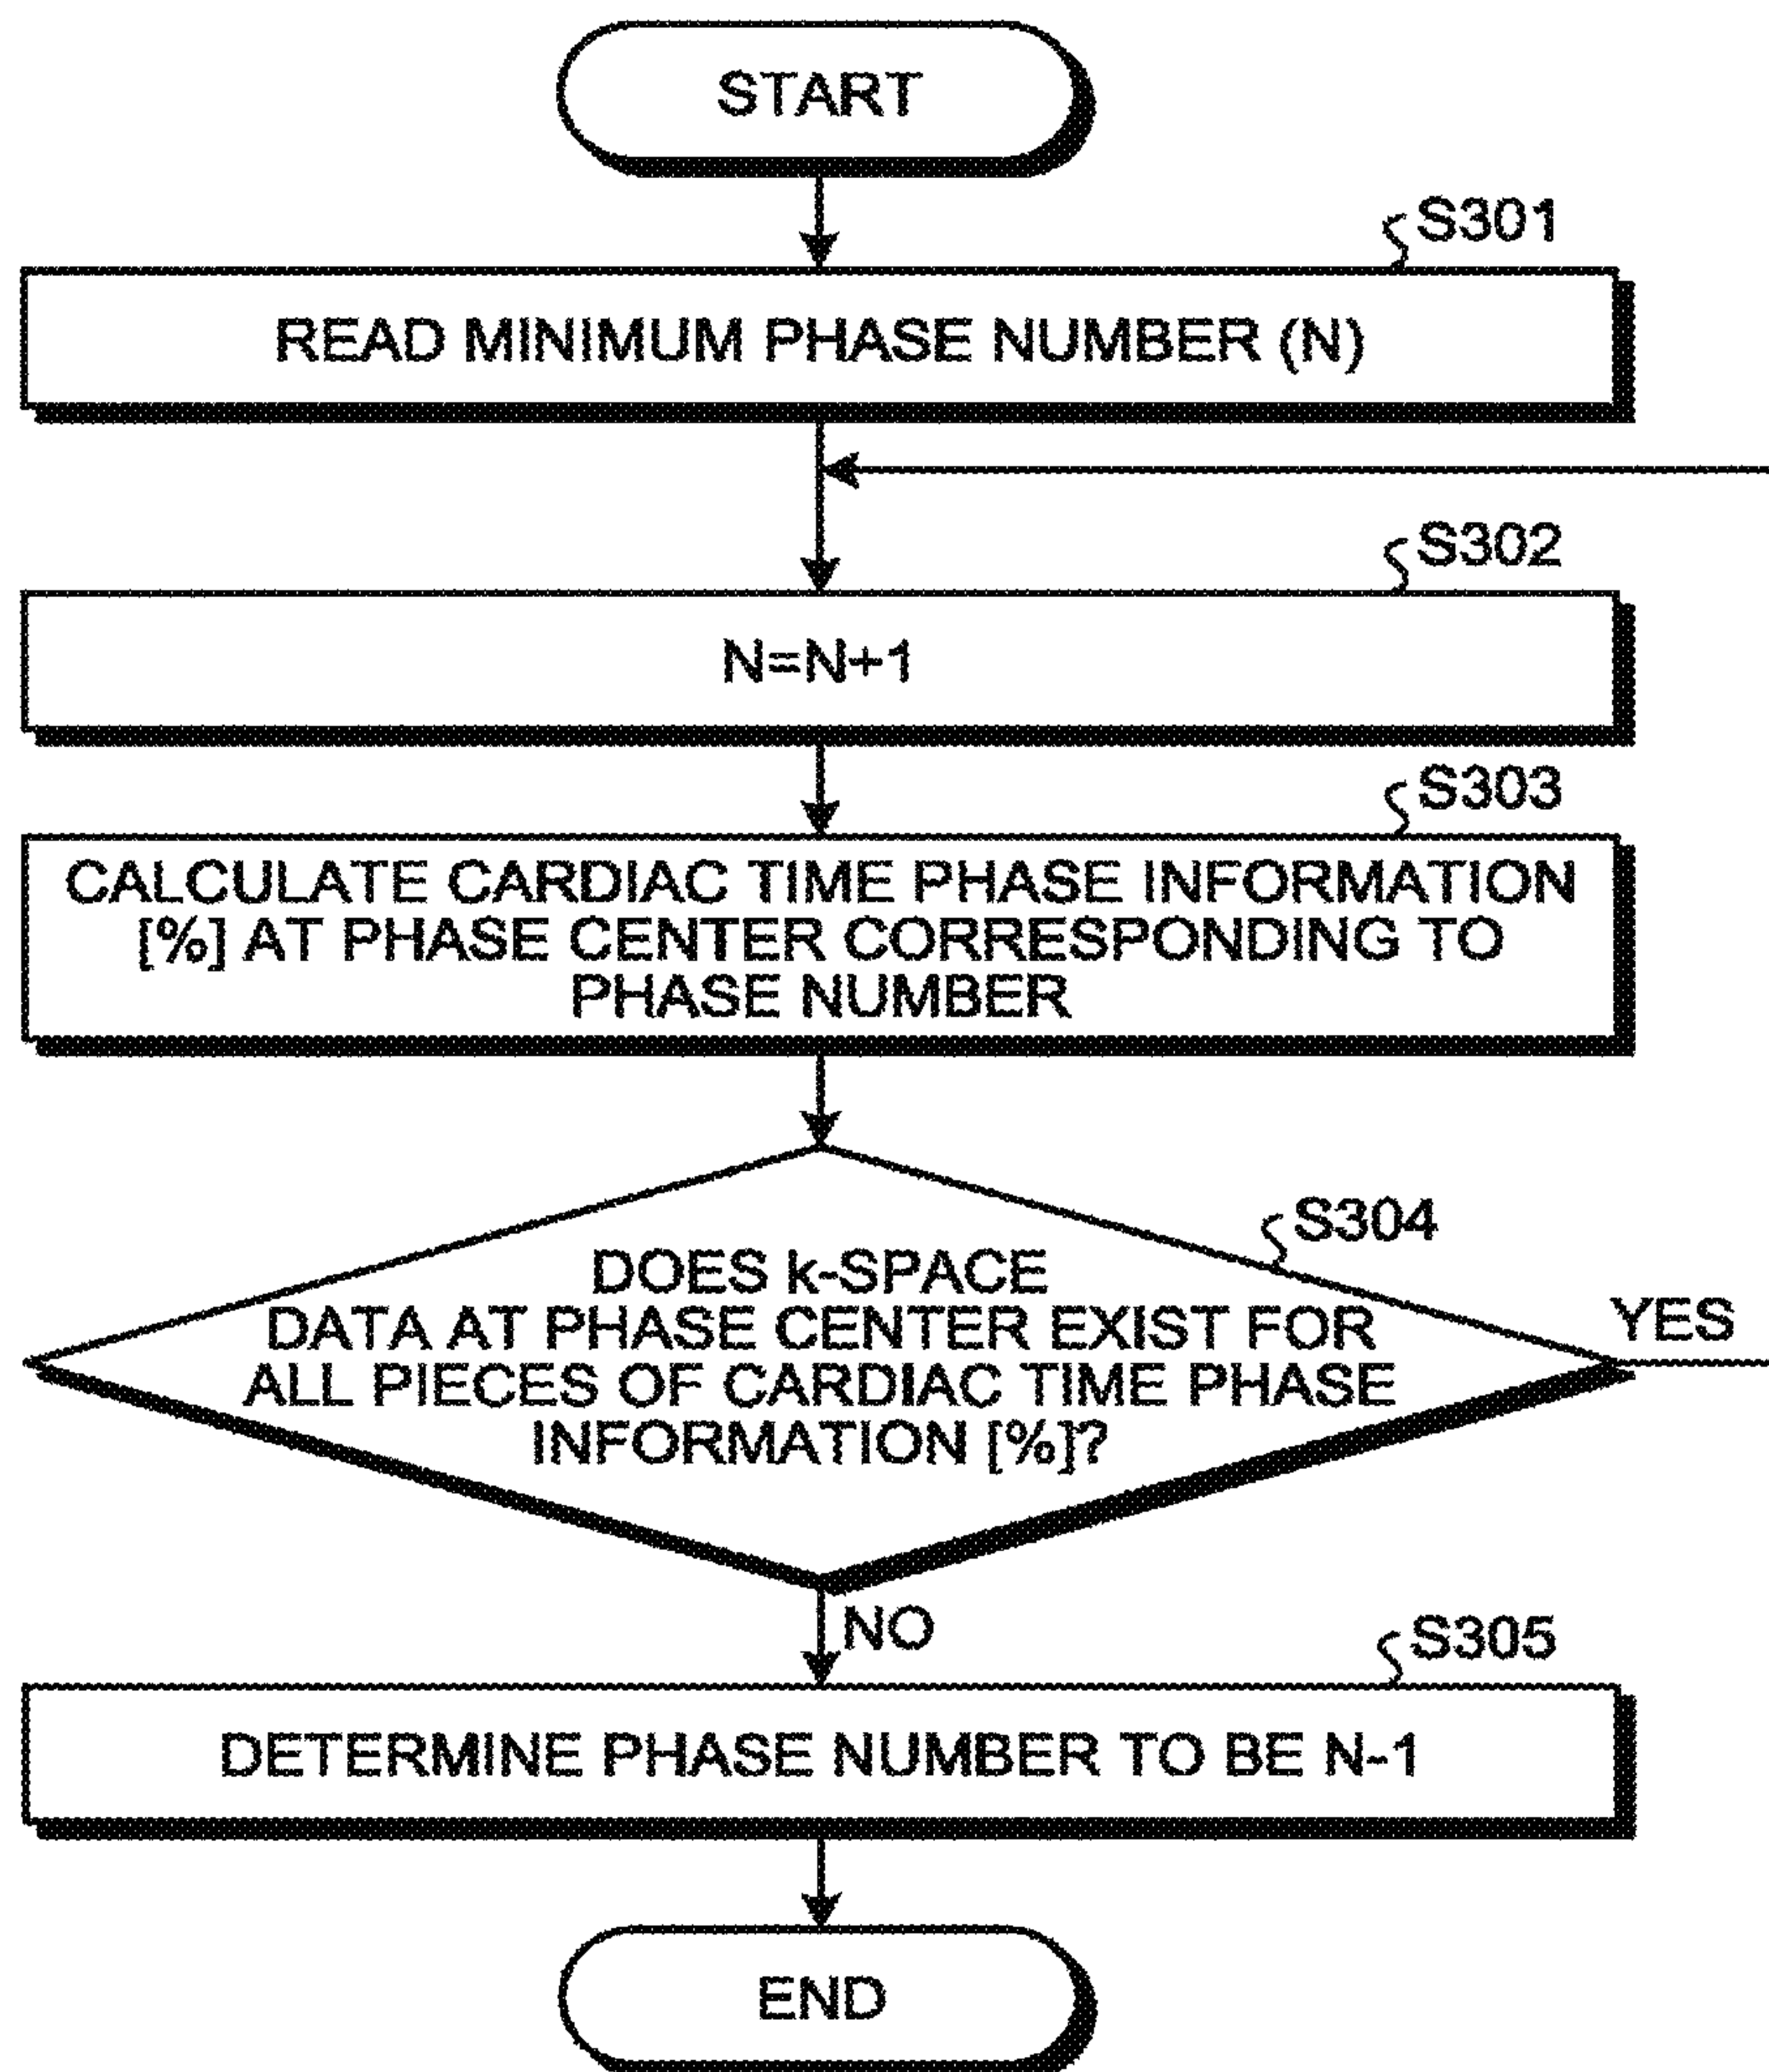 START
S301
READ MINIMUM PHASE NUMBER (N)
S302
N=N+1
S303
CALCULATE CARDIAC TIME PHASE INFORMATION
[%] AT PHASE CENTER CORRESPONDING TO
PHASE NUMBER
S304
DOES k-SPACE
DATA AT PHASE CENTER EXIST FOR
ALL PIECES OF CARDIAC TIME PHASE
INFORMATION [%]?
YES
NO
S305
DETERMINE PHASE NUMBER TO BE N-1
END